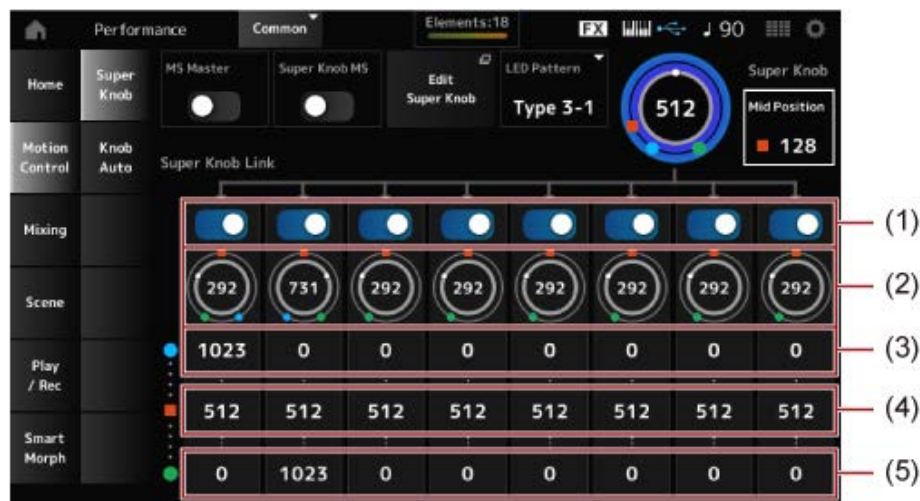 Performance Common Elements:18 FX ♩ 90
Home Super Knob MS Master Super Knob MS Edit Super Knob LED Pattern Type 3-1 512 Super Knob Mid Position 128
Motion Control Knob Auto Super Knob Link
Mixing (1)
Scene 292 731 292 292 292 292 292 292 (2)
Play / Rec 1023 0 0 0 0 0 0 0 (3)
512 512 512 512 512 512 512 512 (4)
Smart Morph 0 1023 0 0 0 0 0 0 (5)